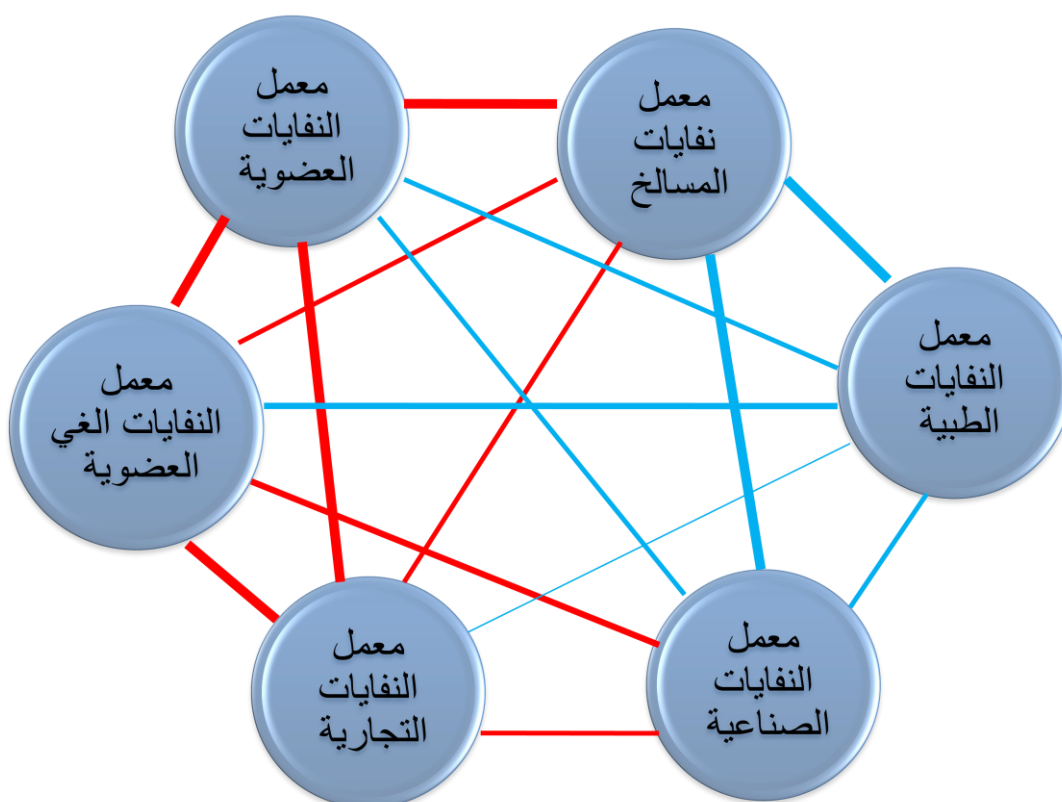 معمل
النفايات
العضوية
معمل
نفايات
المسالخ
معمل
النفايات
الطبية
معمل
النفايات الغي
العضوية
معمل
النفايات
التجارية
معمل
النفايات
الصناعية